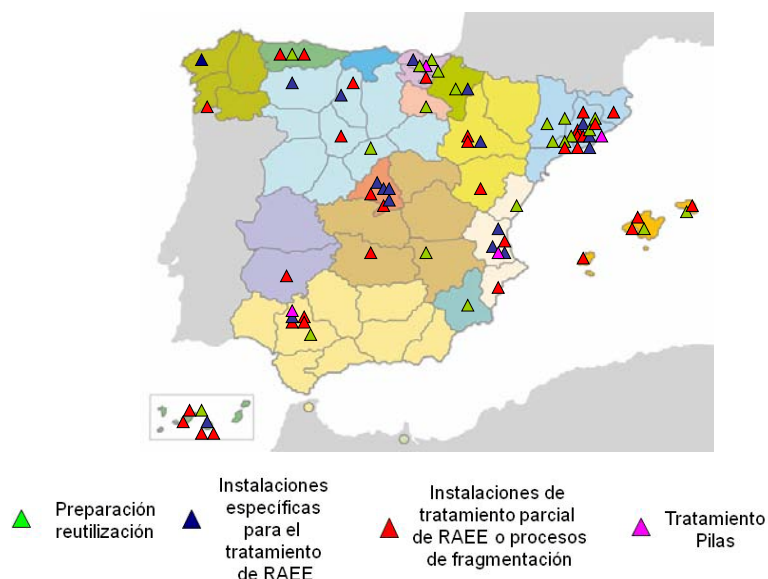 Preparación
reutilización
Instalaciones
específicas
para el
tratamiento
de RAEE
Instalaciones de
tratamiento parcial
de RAEE o procesos
de fragmentación
Tratamiento
Pilas